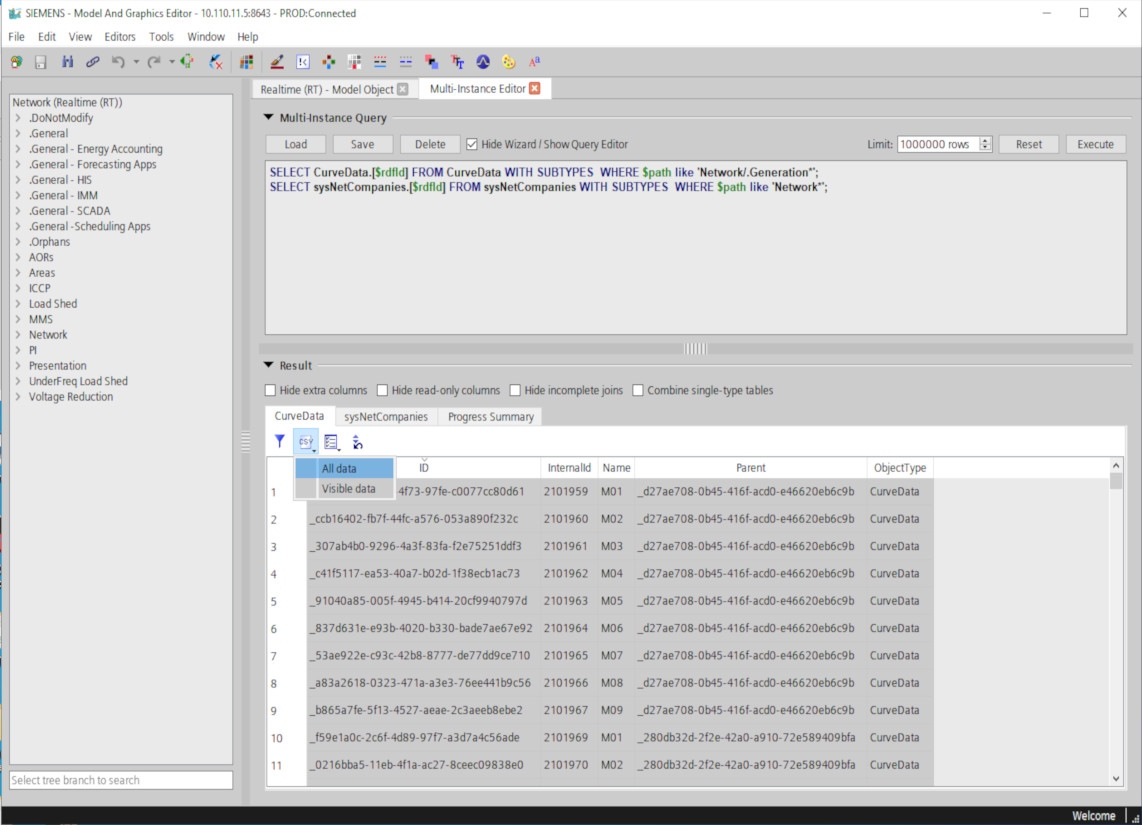 SIEMENS - Model And Graphics Editor - 10.110.11.5:8643 - PROD:Connected
File Edit View Editors Tools Window Help
Network (Realtime (RT))
.DoNotModify
.General
.General - Energy Accounting
.General - Forecasting Apps
.General - HIS
.General - IMM
.General - SCADA
.General -Scheduling Apps
.Orphans
AORs
Areas
ICCP
Load Shed
MMS
Network
PI
Presentation
UnderFreq Load Shed
Voltage Reduction
Select tree branch to search
Realtime (RT) - Model Object Multi-Instance Editor
Multi-Instance Query
Load Save Delete Hide Wizard / Show Query Editor Limit: 1000000 rows Reset Execute
SELECT CurveData.[$rdfId] FROM CurveData WITH SUBTYPES WHERE $path like 'Network/.Generation*';
SELECT sysNetCompanies.[$rdfId] FROM sysNetCompanies WITH SUBTYPES WHERE $path like 'Network*';
Result
Hide extra columns Hide read-only columns Hide incomplete joins Combine single-type tables
CurveData sysNetCompanies Progress Summary
CSV
All data
Visible data
ID InternalId Name Parent ObjectType
1 4f73-97fe-c0077cc80d61 2101959 M01 _d27ae708-0b45-416f-acd0-e46620eb6c9b CurveData
2 _ccb16402-fb7f-44fc-a576-053a890f232c 2101960 M02 _d27ae708-0b45-416f-acd0-e46620eb6c9b CurveData
3 _307ab4b0-9296-4a3f-83fa-f2e75251ddf3 2101961 M03 _d27ae708-0b45-416f-acd0-e46620eb6c9b CurveData
4 _c41f5117-ea53-40a7-b02d-1f38ecb1ac73 2101962 M04 _d27ae708-0b45-416f-acd0-e46620eb6c9b CurveData
5 _91040a85-005f-4945-b414-20cf9940797d 2101963 M05 _d27ae708-0b45-416f-acd0-e46620eb6c9b CurveData
6 _837d631e-e93b-4020-b330-bade7ae67e92 2101964 M06 _d27ae708-0b45-416f-acd0-e46620eb6c9b CurveData
7 _53ae922e-c93c-42b8-8777-de77dd9ce710 2101965 M07 _d27ae708-0b45-416f-acd0-e46620eb6c9b CurveData
8 _a83a2618-0323-471a-a3e3-76ee441b9c56 2101966 M08 _d27ae708-0b45-416f-acd0-e46620eb6c9b CurveData
9 _b865a7fe-5f13-4527-aeae-2c3aeeb8ebe2 2101967 M09 _d27ae708-0b45-416f-acd0-e46620eb6c9b CurveData
10 _f59e1a0c-2c6f-4d89-97f7-a3d7a4c56ade 2101969 M01 _280db32d-2f2e-42a0-a910-72e589409bfa CurveData
11 _0216bba5-11eb-4f1a-ac27-8ceec09838e0 2101970 M02 _280db32d-2f2e-42a0-a910-72e589409bfa CurveData
Welcome